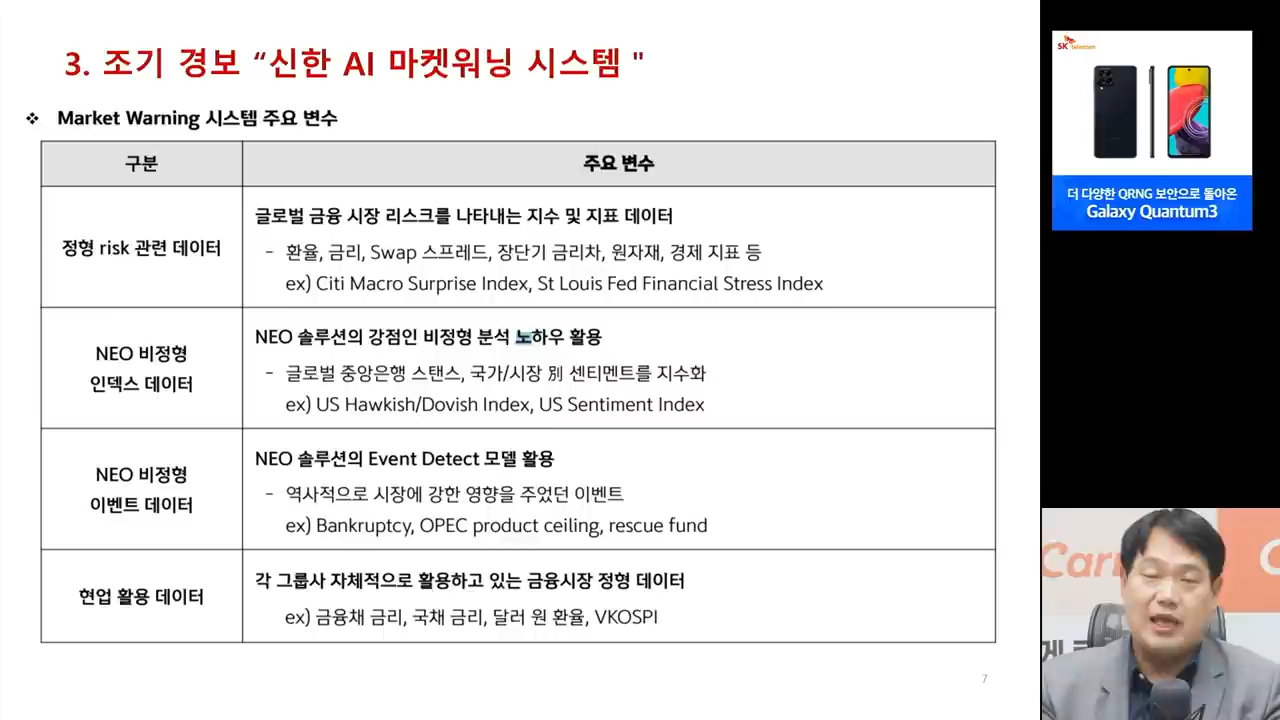 3. 조기 경보 “신한 AI 마켓워닝 시스템 "
❖ Market Warning 시스템 주요 변수
구분
주요 변수
정형 risk 관련 데이터
글로벌 금융 시장 리스크를 나타내는 지수 및 지표 데이터
- 환율, 금리, Swap 스프레드, 장단기 금리차, 원자재, 경제 지표 등
ex) Citi Macro Surprise Index, St Louis Fed Financial Stress Index
NEO 비정형
인덱스 데이터
NEO 솔루션의 강점인 비정형 분석 노하우 활용
- 글로벌 중앙은행 스탠스, 국가/시장 別 센티멘트를 지수화
ex) US Hawkish/Dovish Index, US Sentiment Index
NEO 비정형
이벤트 데이터
NEO 솔루션의 Event Detect 모델 활용
- 역사적으로 시장에 강한 영향을 주었던 이벤트
ex) Bankruptcy, OPEC product ceiling, rescue fund
현업 활용 데이터
각 그룹사 자체적으로 활용하고 있는 금융시장 정형 데이터
ex) 금융채 금리, 국채 금리, 달러 원 환율, VKOSPI
7
SK telecom
더 다양한 QRNG 보안으로 돌아온
Galaxy Quantum3